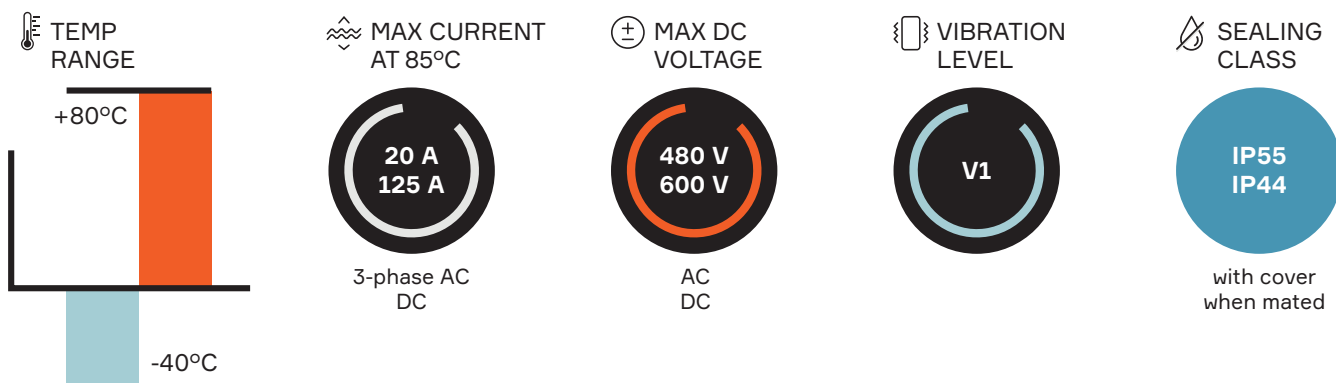 TEMP
RANGE
+80°C
-40°C
MAX CURRENT
AT 85°C
20 A
125 A
3-phase AC
DC
MAX DC
VOLTAGE
480 V
600 V
AC
DC
VIBRATION
LEVEL
V1
SEALING
CLASS
IP55
IP44
with cover
when mated